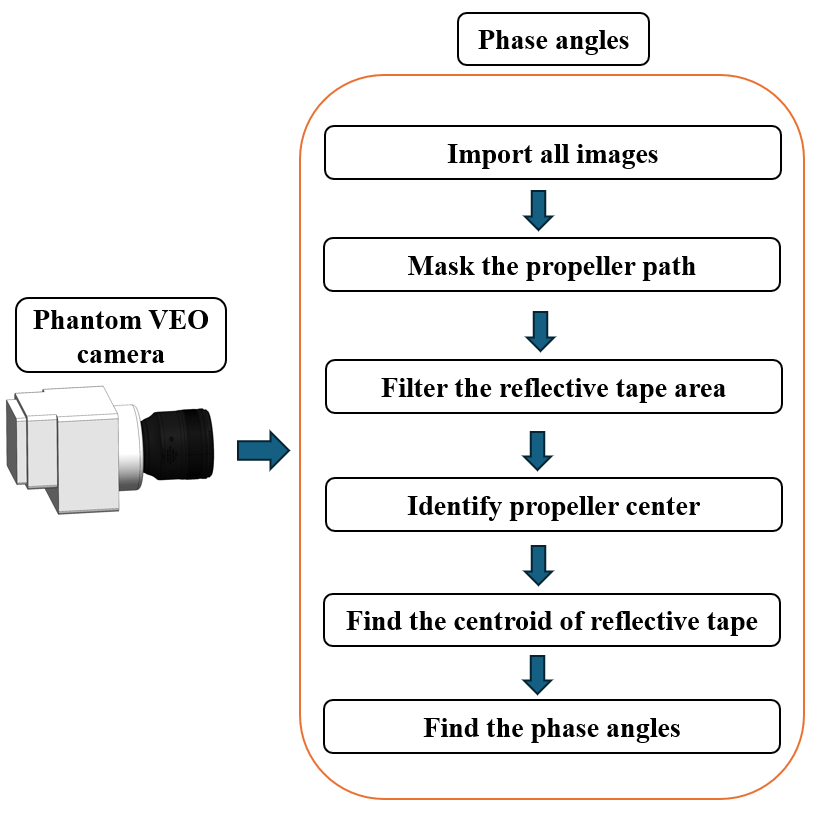 Phase angles
Import all images
Mask the propeller path
Filter the reflective tape area
Identify propeller center
Find the centroid of reflective tape
Find the phase angles
Phantom VEO
camera